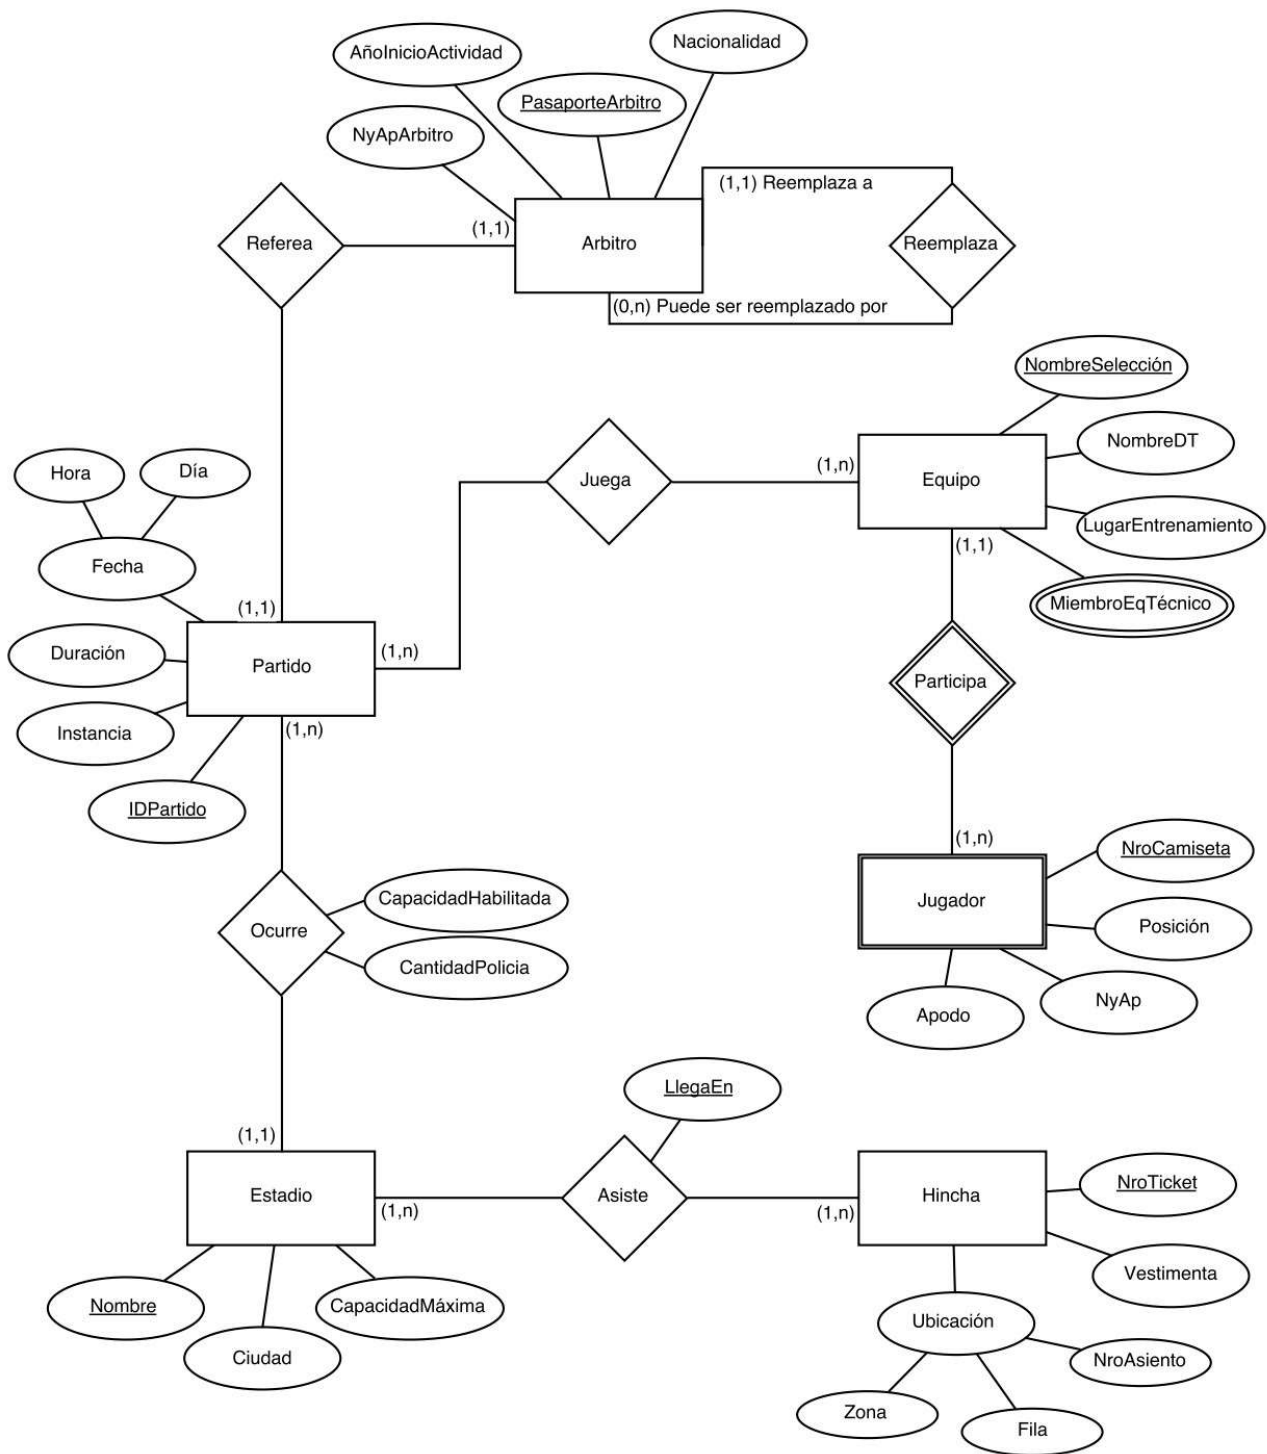 AñoInicioActividad
Nacionalidad
PasaporteArbitro
NyApArbitro
(1,1) Reemplaza a
Referea
(1,1)
Arbitro
Reemplaza
(0,n) Puede ser reemplazado por
NombreSelección
NombreDT
Hora
Día
Juega
(1,n)
Equipo
LugarEntrenamiento
(1,1)
Fecha
MiembroEqTécnico
(1,1)
Duración
Partido
(1,n)
Participa
Instancia
(1,n)
IDPartido
(1,n)
NroCamiseta
CapacidadHabilitada
Jugador
Ocurre
Posición
CantidadPolicia
NyAp
Apodo
LlegaEn
(1,1)
Estadio
(1,n)
Asiste
(1,n)
Hincha
NroTicket
Vestimenta
Nombre
CapacidadMáxima
Ciudad
Ubicación
NroAsiento
Zona
Fila